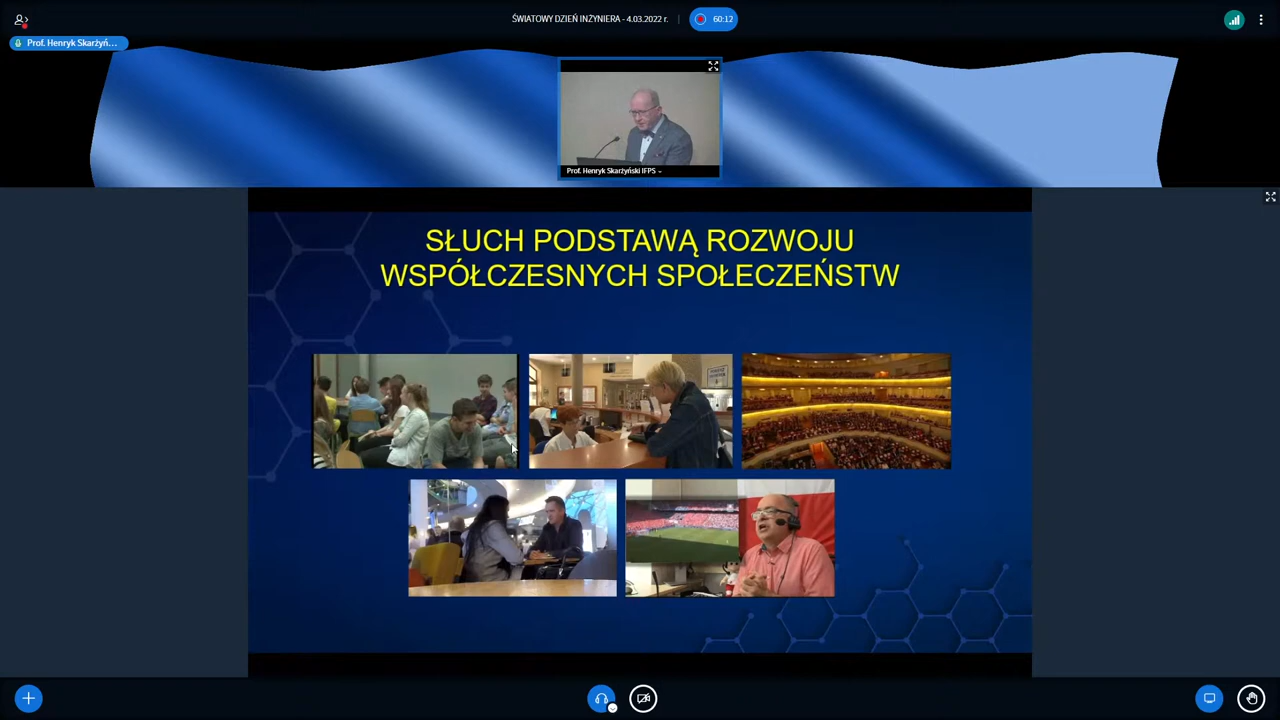 ŚWIATOWY DZIEŃ INŻYNIERA - 4.03.2022 r.
60:12
Prof. Henryk Skarżyń...
Prof. Henryk Skarżyński IFPS
SŁUCH PODSTAWĄ ROZWOJU
WSPÓŁCZESNYCH SPOŁECZEŃSTW